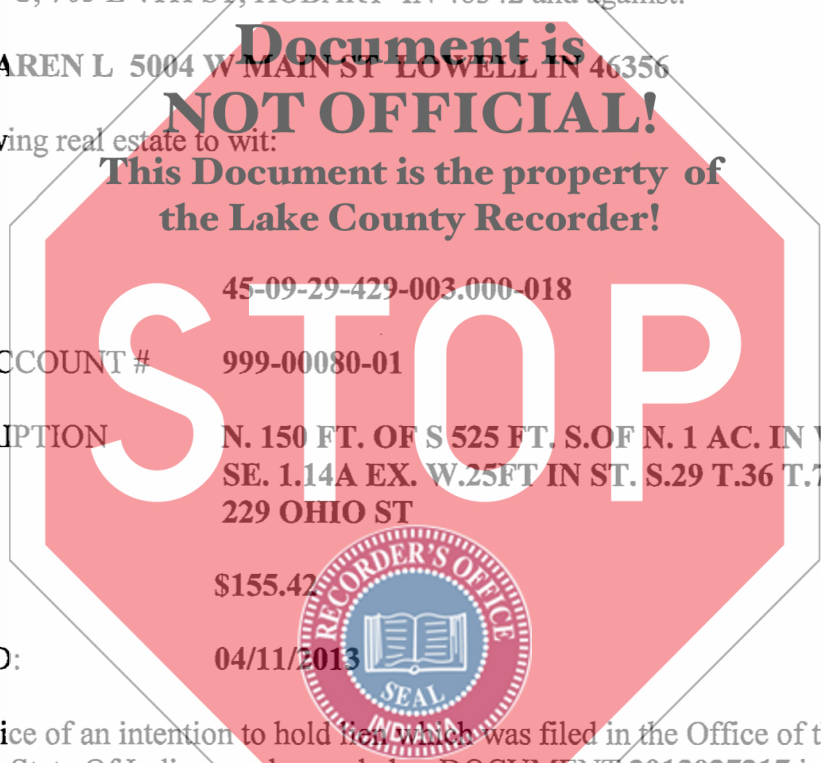 HOBART IN 46342 and against:
Document is
AREN L 5004 W MAIN ST LOWELL IN 46356
NOT OFFICIAL!
ving real estate to wit:
This Document is the property of
the Lake County Recorder!
45-09-29-429-003.000-018
STOP
CCOUNT # 999-00080-01
IPTION N. 150 FT. OF S 525 FT. S.OF N. 1 AC. IN
SE. 1.14A EX. W.25FT IN ST. S.29 T.36 T.7
229 OHIO ST
$155.42
RECORDER'S OFFICE
D: 04/11/2013
SEAL
INDIANA
ice of an intention to hold lien which was filed in the Office of t
DOCUMENT